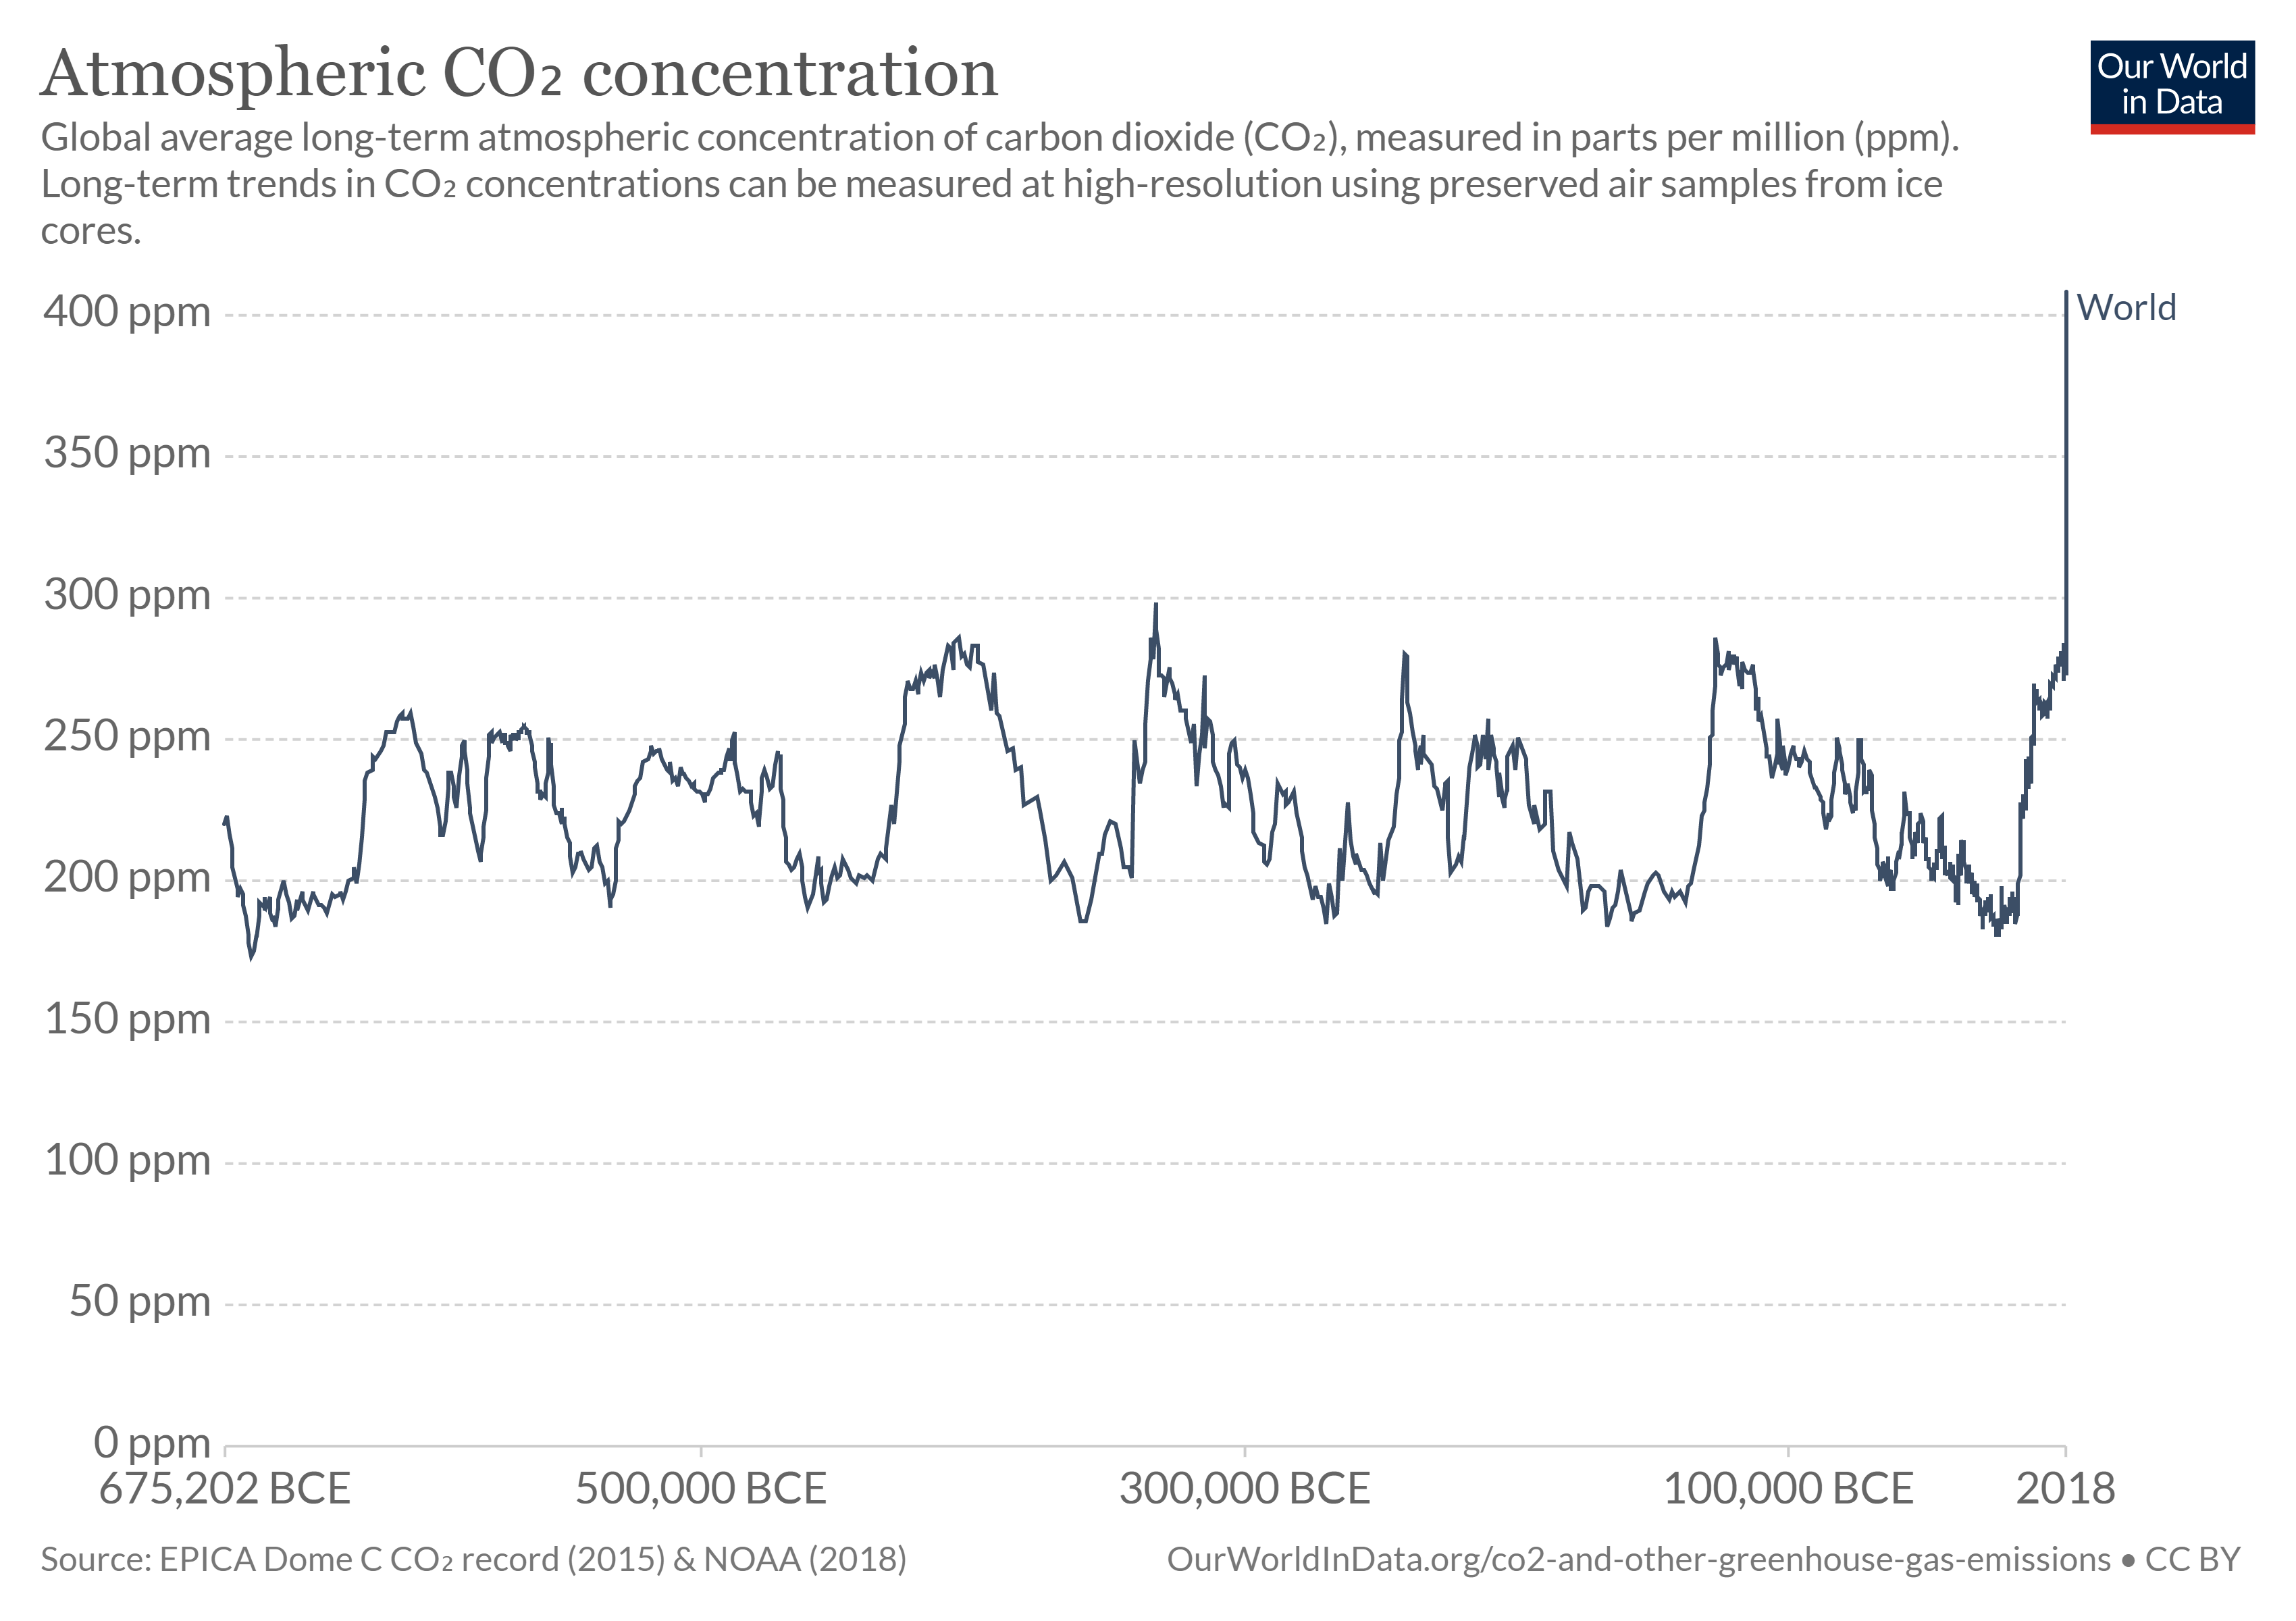 Atmospheric CO₂ concentration
Our World
in Data
Global average long-term atmospheric concentration of carbon dioxide (CO₂), measured in parts per million (ppm).
Long-term trends in CO₂ concentrations can be measured at high-resolution using preserved air samples from ice
cores.
400 ppm
World
350 ppm
300 ppm
250 ppm
200 ppm
150 ppm
100 ppm
50 ppm
0 ppm
675,202 BCE 500,000 BCE 300,000 BCE 100,000 BCE 2018
Source: EPICA Dome C CO₂ record (2015) & NOAA (2018) OurWorldInData.org/co2-and-other-greenhouse-gas-emissions • CC BY